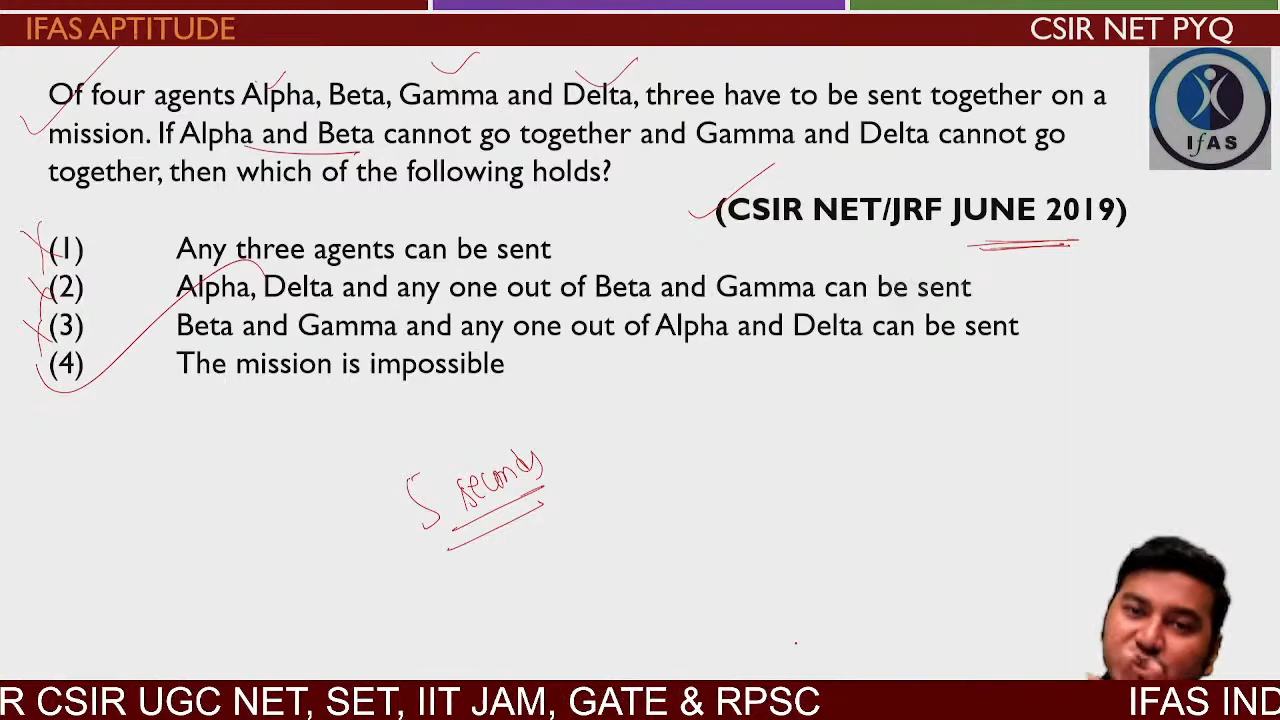 IFAS APTITUDE
CSIR NET PYQ
Of four agents Alpha, Beta, Gamma and Delta, three have to be sent together on a
mission. If Alpha and Beta cannot go together and Gamma and Delta cannot go
together, then which of the following holds?
IfAS
(CSIR NET/JRF JUNE 2019)
(1) Any three agents can be sent
(2) Alpha, Delta and any one out of Beta and Gamma can be sent
(3) Beta and Gamma and any one out of Alpha and Delta can be sent
(4) The mission is impossible
5 seconds
R CSIR UGC NET, SET, IIT JAM, GATE & RPSC
IFAS IND